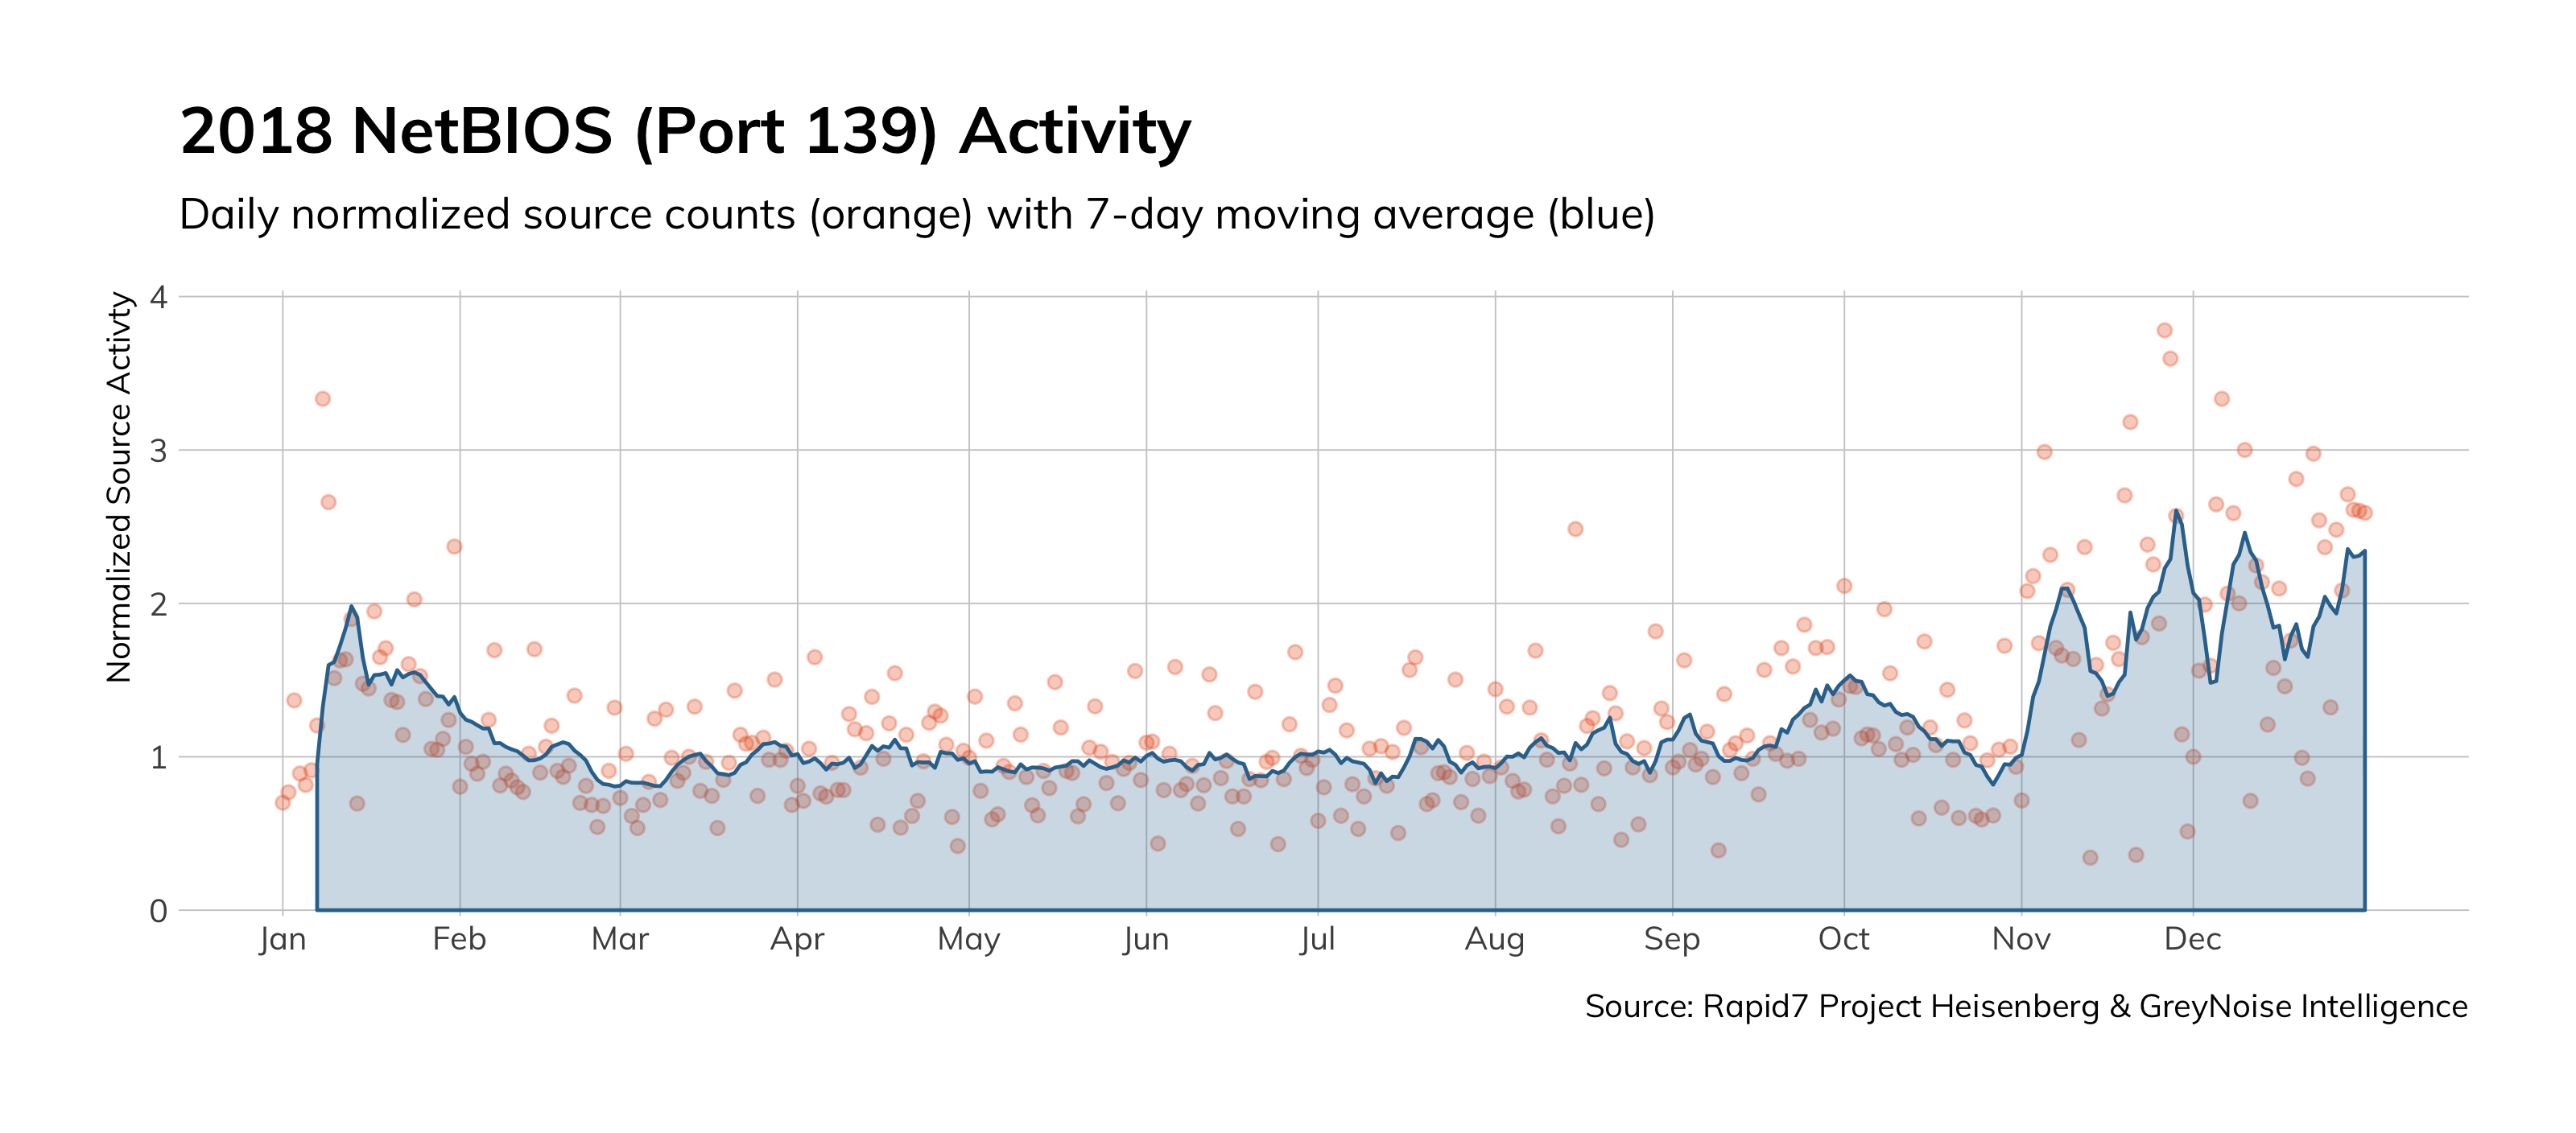 2018 NetBIOS (Port 139) Activity
Daily normalized source counts (orange) with 7-day moving average (blue)
Normalized Source Activty
4
3
2
1
0
Jan Feb Mar Apr May Jun Jul Aug Sep Oct Nov Dec
Source: Rapid7 Project Heisenberg & GreyNoise Intelligence